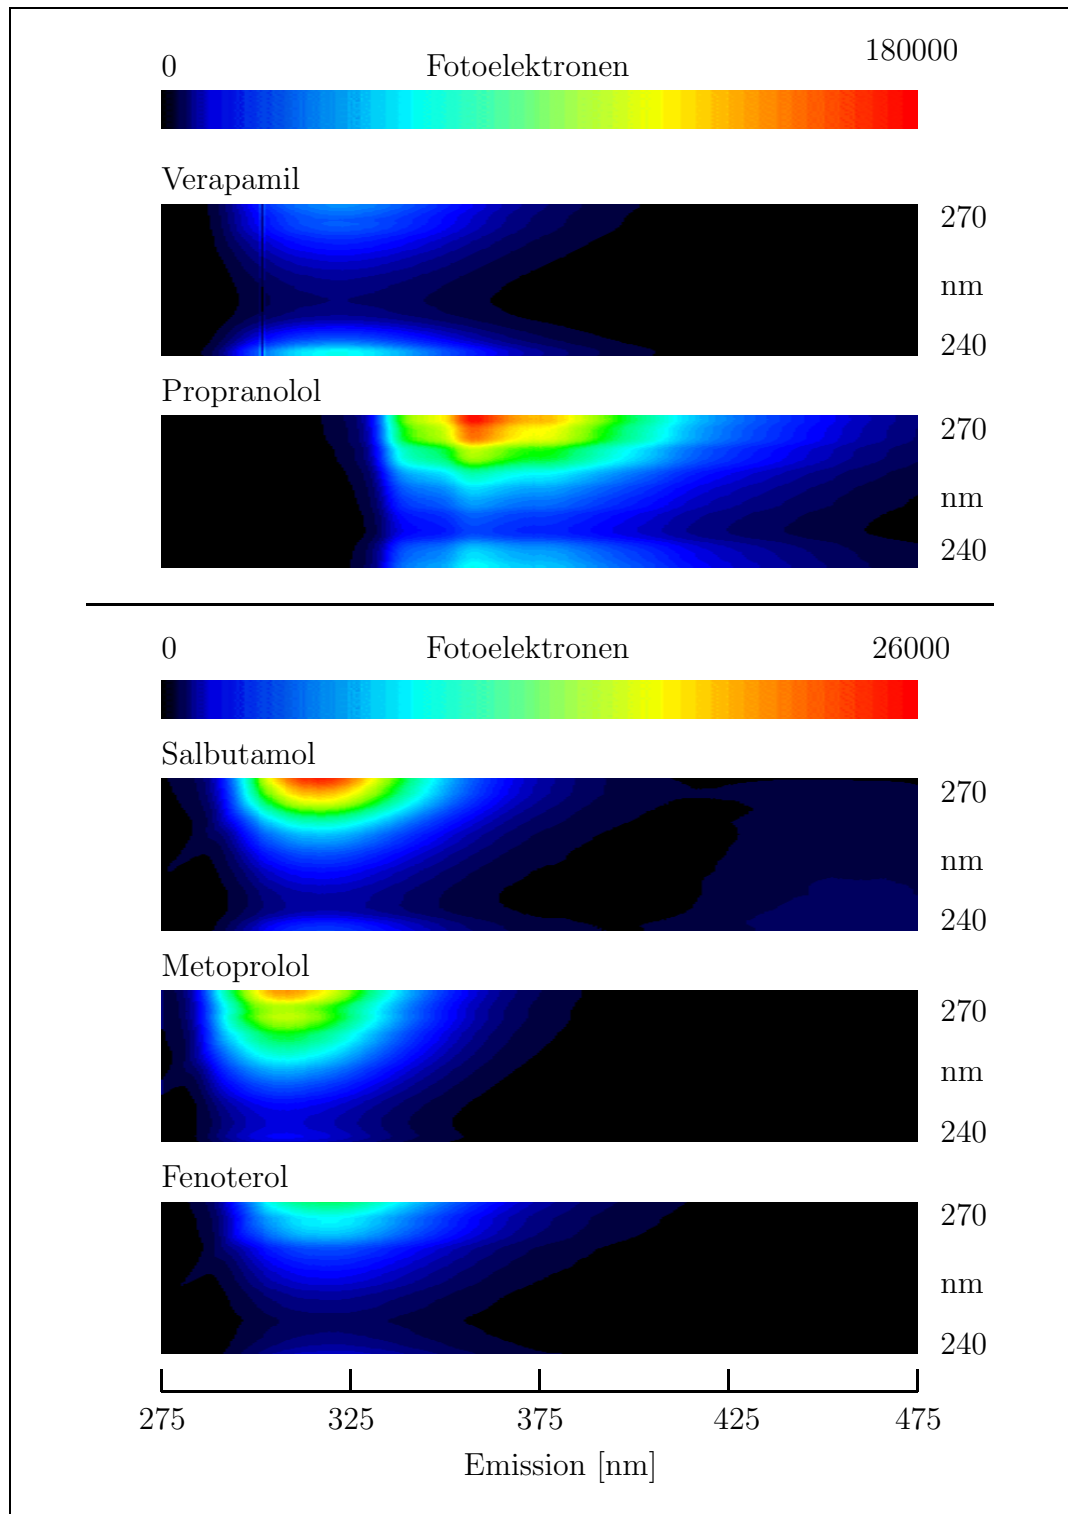 0 Fotoelektronen 180000
Verapamil
270
nm
240
Propranolol
270
nm
240
0 Fotoelektronen 26000
Salbutamol
270
nm
240
Metoprolol
270
nm
240
Fenoterol
270
nm
240
275 325 375 425 475
Emission [nm]